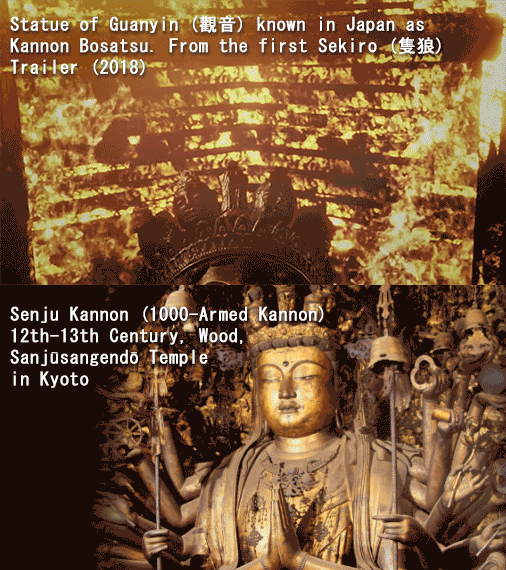 Statue of Guanyin (觀音) known in Japan as
Kannon Bosatsu. From the first Sekiro (隻狼)
Trailer (2018)
Senju Kannon (1000-Armed Kannon)
12th-13th Century, Wood,
Sanjūsangendō Temple
in Kyoto